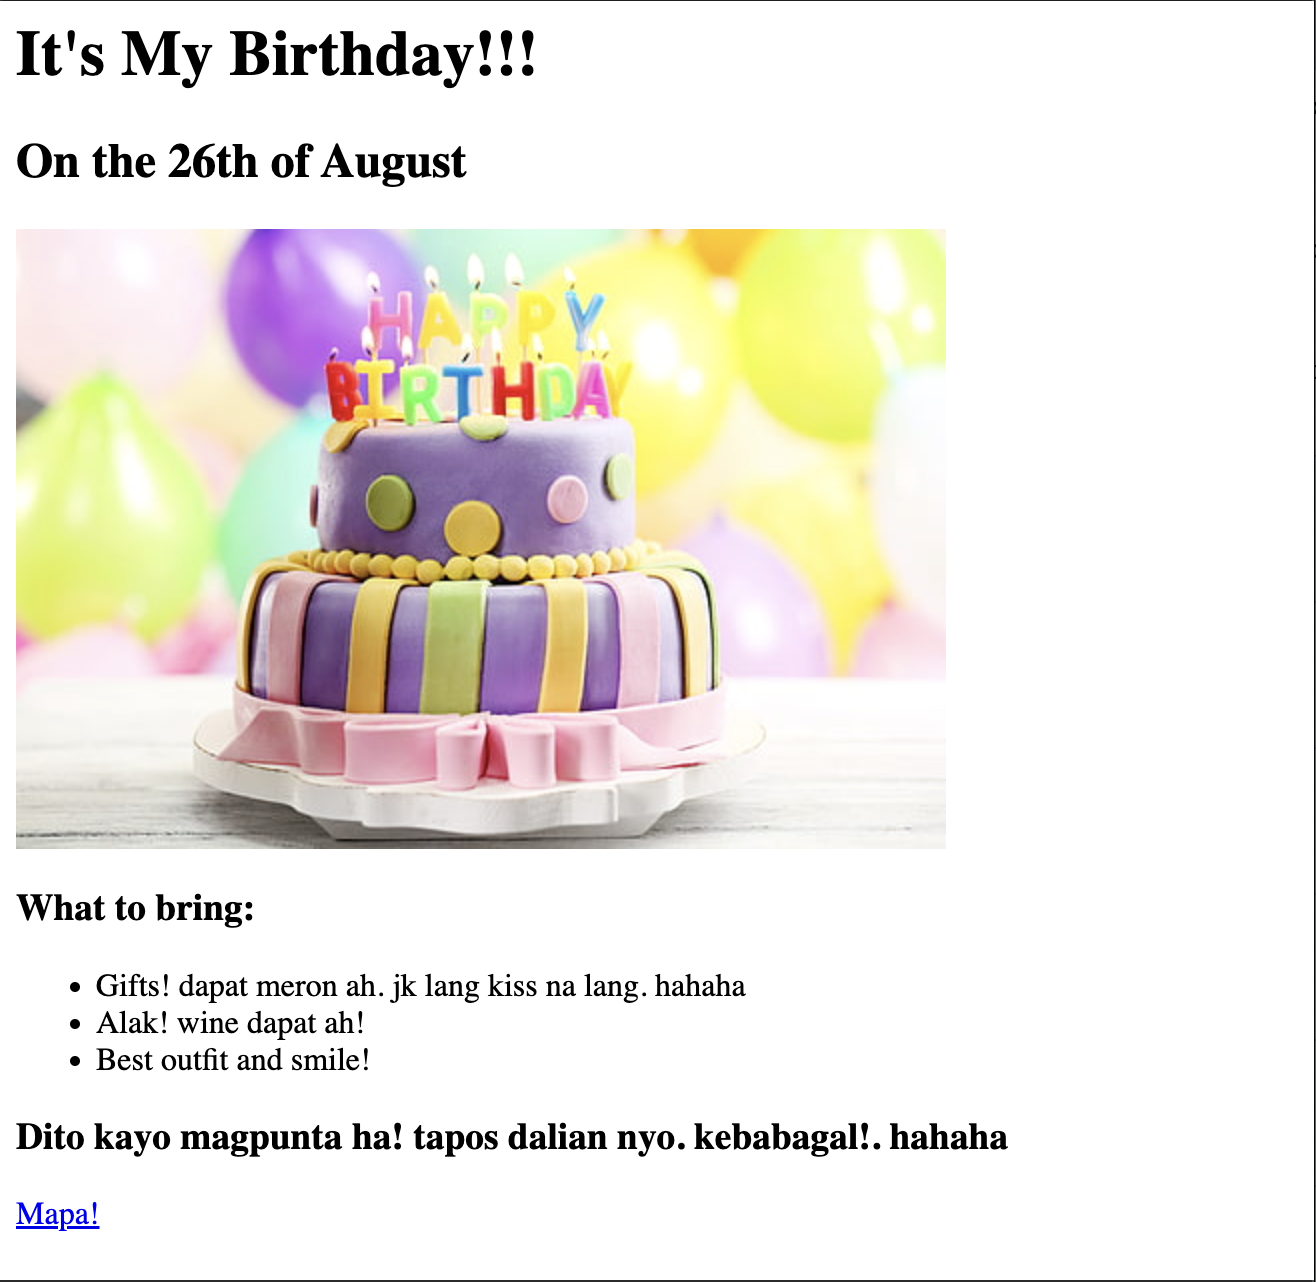 It's My Birthday!!!
On the 26th of August
HAPPY
BIRTHDAY
What to bring:
Gifts! dapat meron ah. jk lang kiss na lang. hahaha
Alak! wine dapat ah!
Best outfit and smile!
Dito kayo magpunta ha! tapos dalian nyo. kebabagal!. hahaha
Mapa!